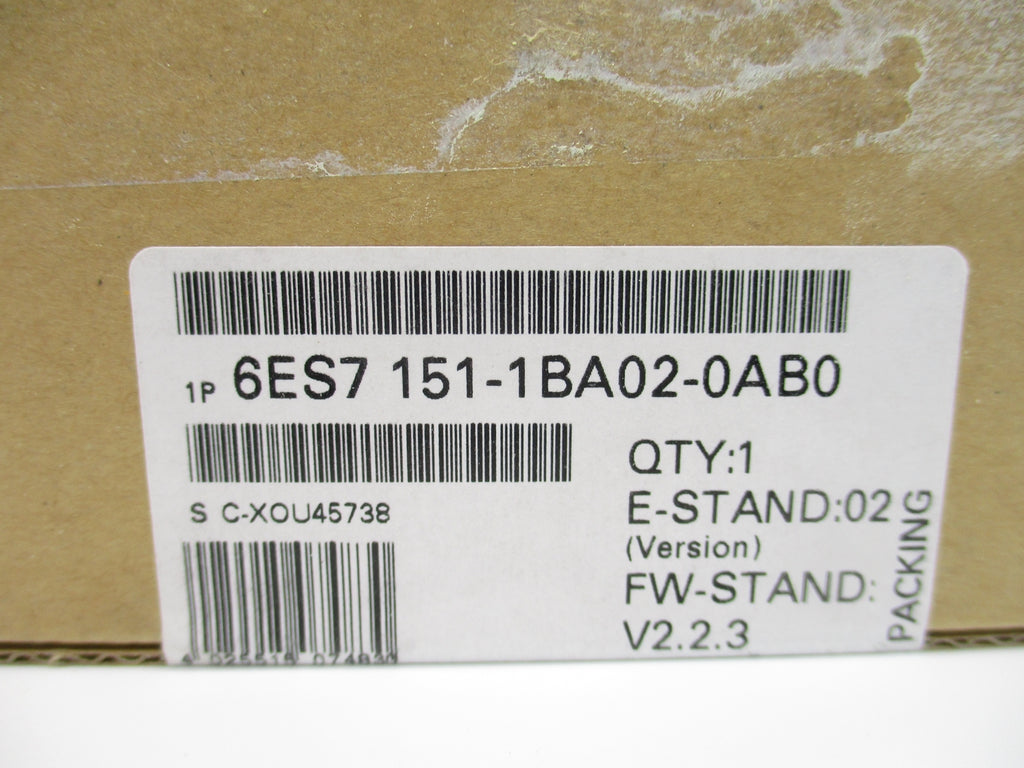 1P 6ES7 151-1BA02-0AB0
S C-XOU45738
QTY:1
E-STAND:02
(Version)
FW-STAND:
V2.2.3
PACKING